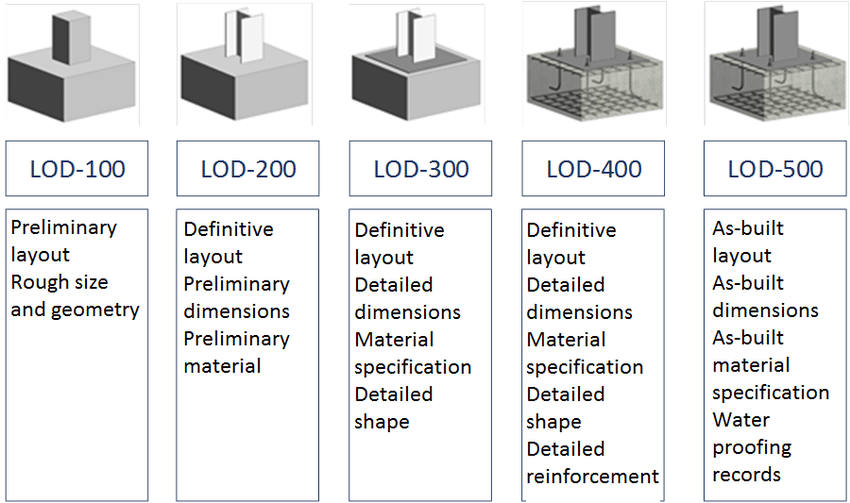 LOD-100
LOD-200
LOD-300
LOD-400
LOD-500
Preliminary
layout
Rough size
and geometry
Definitive
layout
Preliminary
dimensions
Preliminary
material
Definitive
layout
Detailed
dimensions
Material
specification
Detailed
shape
Definitive
layout
Detailed
dimensions
Material
specification
Detailed
shape
Detailed
reinforcement
As-built
layout
As-built
dimensions
As-built
material
specification
Water
proofing
records